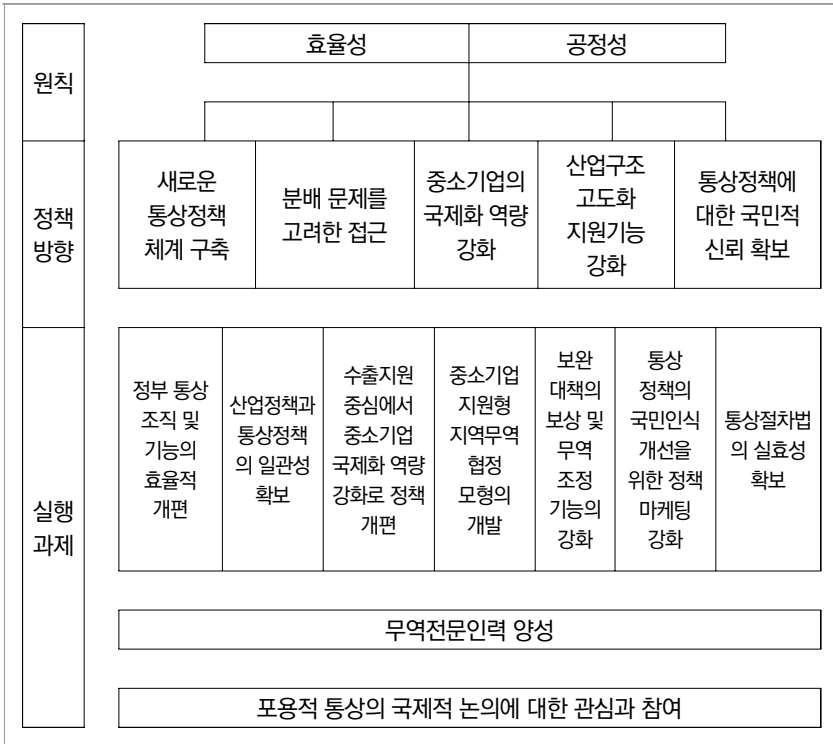 원칙
효율성
공정성
정책
방향
새로운
통상정책
체계 구축
분배 문제를
고려한 접근
중소기업의
국제화 역량
강화
산업구조
고도화
지원기능
강화
통상정책에
대한 국민적
신뢰 확보
실행
과제
정부 통상
조직 및
기능의
효율적
개편
산업정책과
통상정책
의 일관성
확보
수출지원
중심에서
중소기업
국제화 역량
강화로 정책
개편
중소기업
지원형
지역무역
협정
모형의
개발
보완
대책의
보상 및
무역
조정
기능의
강화
통상
정책의
국민인식
개선을
위한 정책
마케팅
강화
통상절차법
의 실효성
확보
무역전문인력 양성
포용적 통상의 국제적 논의에 대한 관심과 참여